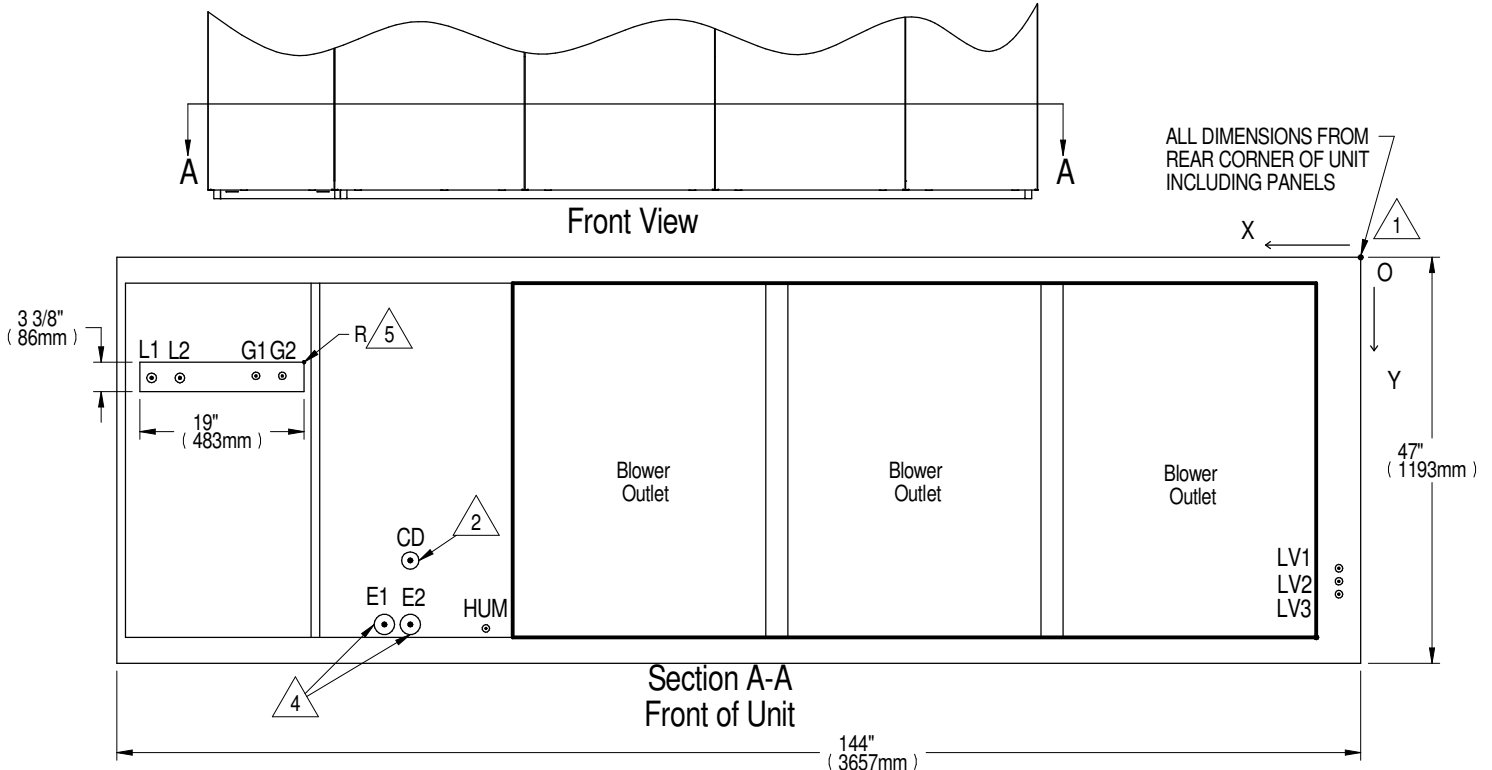 ALL DIMENSIONS FROM
REAR CORNER OF UNIT
INCLUDING PANELS
A
A
Front View
X
1
O
Y
3 3/8"
( 86mm )
L1 L2 G1 G2
R
5
19"
( 483mm )
47"
( 1193mm )
Blower
Outlet
Blower
Outlet
Blower
Outlet
2
CD
E1 E2
HUM
LV1
LV2
LV3
4
Section A-A
Front of Unit
144"
( 3657mm )